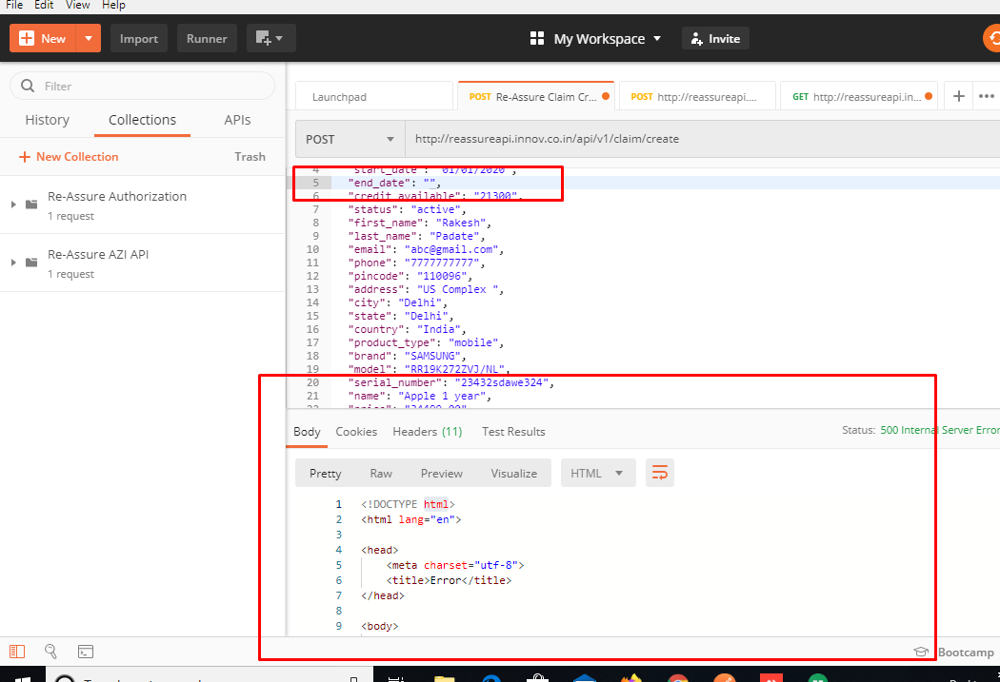 File Edit View Help
New Import Runner My Workspace Invite
Filter
History Collections APIs
New Collection Trash
Re-Assure Authorization
1 request
Re-Assure AZI API
1 request
Launchpad POST Re-Assure Claim Cr... POST http://reassureapi.... GET http://reassureapi.in...
POST http://reassureapi.innov.co.in/api/v1/claim/create
4 "start_date": "01/01/2020",
5 "end_date": "",
6 "credit_available": "21300",
7 "status": "active",
8 "first_name": "Rakesh",
9 "last_name": "Padate",
10 "email": "abc@gmail.com",
11 "phone": "7777777777",
12 "pincode": "110096",
13 "address": "US Complex ",
14 "city": "Delhi",
15 "state": "Delhi",
16 "country": "India",
17 "product_type": "mobile",
18 "brand": "SAMSUNG",
19 "model": "RR19K272ZVJ/NL",
20 "serial_number": "23432sdawe324",
21 "name": "Apple 1 year",
Body Cookies Headers (11) Test Results Status: 500 Internal Server Error
Pretty Raw Preview Visualize HTML
1 <!DOCTYPE html>
2 <html lang="en">
3
4 <head>
5 <meta charset="utf-8">
6 <title>Error</title>
7 </head>
8
9 <body>
Bootcamp